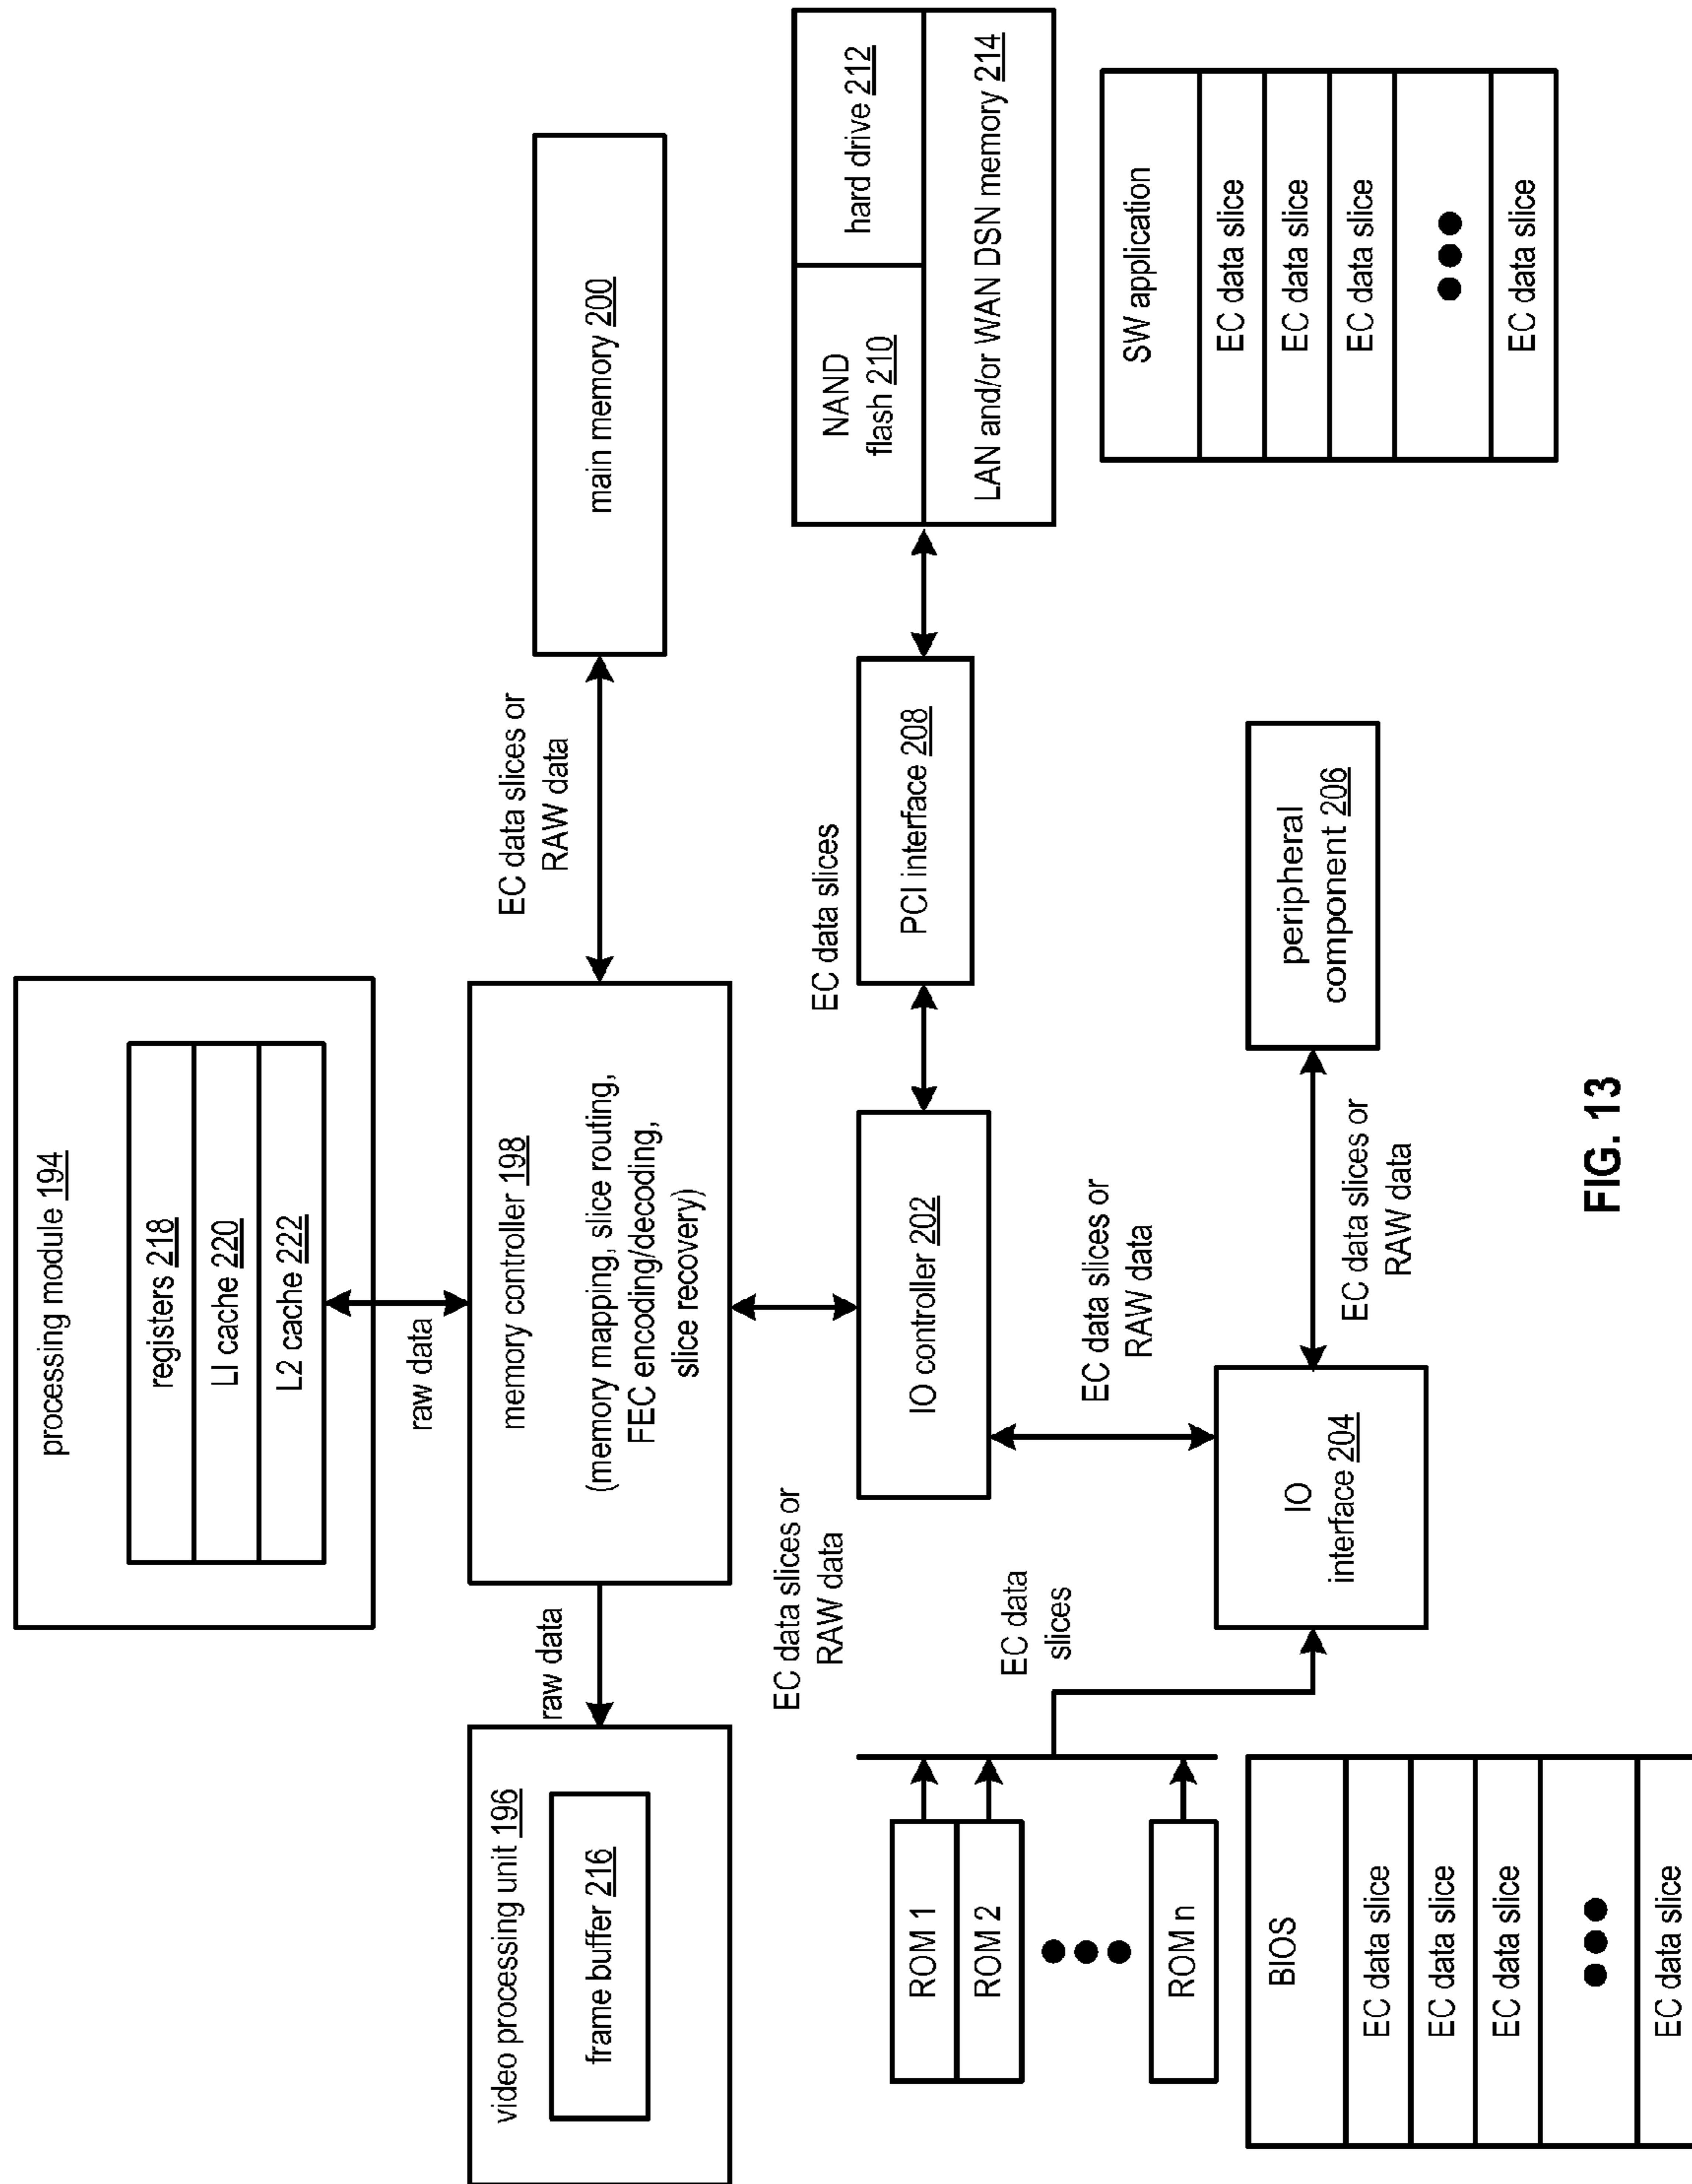 processing module 194
registers 218
LI cache 220
L2 cache 222
raw data
video processing unit 196
frame buffer 216
raw data
memory controller 198
(memory mapping, slice routing,
FEC encoding/decoding,
slice recovery)
EC data slices or
RAW data
main memory 200
EC data slices or
RAW data
IO controller 202
EC data slices
PCI interface 208
NAND
flash 210
hard drive 212
LAN and/or WAN DSN memory 214
ROM 1
ROM 2
ROM n
EC data
slices
EC data slices or
RAW data
IO
interface 204
EC data slices or
RAW data
peripheral
component 206
SW application
EC data slice
EC data slice
EC data slice
EC data slice
BIOS
EC data slice
EC data slice
EC data slice
EC data slice
FIG. 13